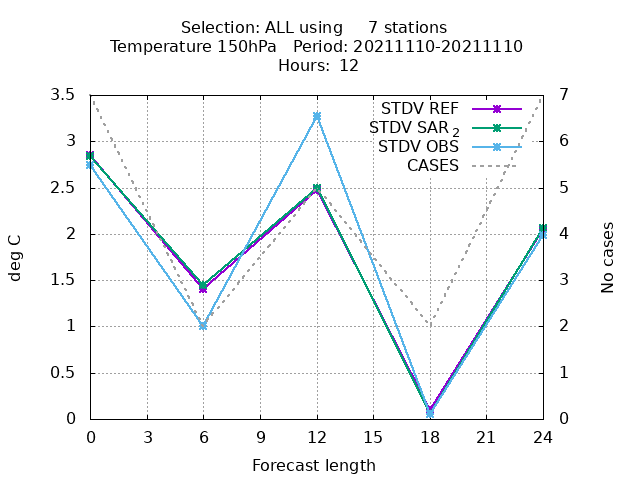 Selection: ALL using     7 stations
Temperature 150hPa   Period: 20211110-20211110
Hours:  12
STDV REF
STDV SAR 2
STDV OBS
CASES
3.5
3
2.5
2
1.5
1
0.5
0
deg C
7
6
5
4
3
2
1
0
No cases
0 3 6 9 12 15 18 21 24
Forecast length